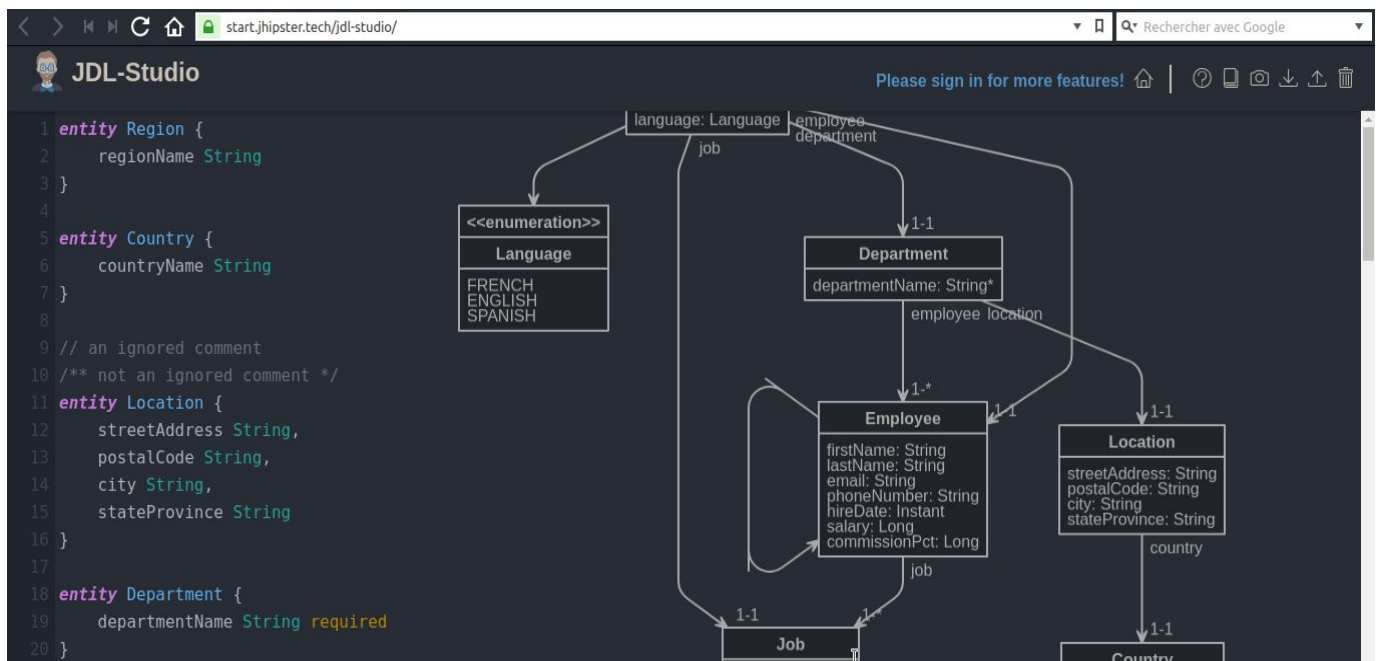 start.jhipster.tech/jdl-studio/
Rechercher avec Google
JDL-Studio
Please sign in for more features!
1 entity Region {
2 regionName String
3 }
4
5 entity Country {
6 countryName String
7 }
8
9 // an ignored comment
10 /** not an ignored comment */
11 entity Location {
12 streetAddress String,
13 postalCode String,
14 city String,
15 stateProvince String
16 }
17
18 entity Department {
19 departmentName String required
20 }
language: Language
employee
department
job
<<enumeration>>
Language
FRENCH
ENGLISH
SPANISH
1-1
Department
departmentName: String*
employee location
1-*
1-1
Employee
firstName: String
lastName: String
email: String
phoneNumber: String
hireDate: Instant
salary: Long
commissionPct: Long
1-1
Location
streetAddress: String
postalCode: String
city: String
stateProvince: String
country
job
1-1
1-*
Job
1-1
Country